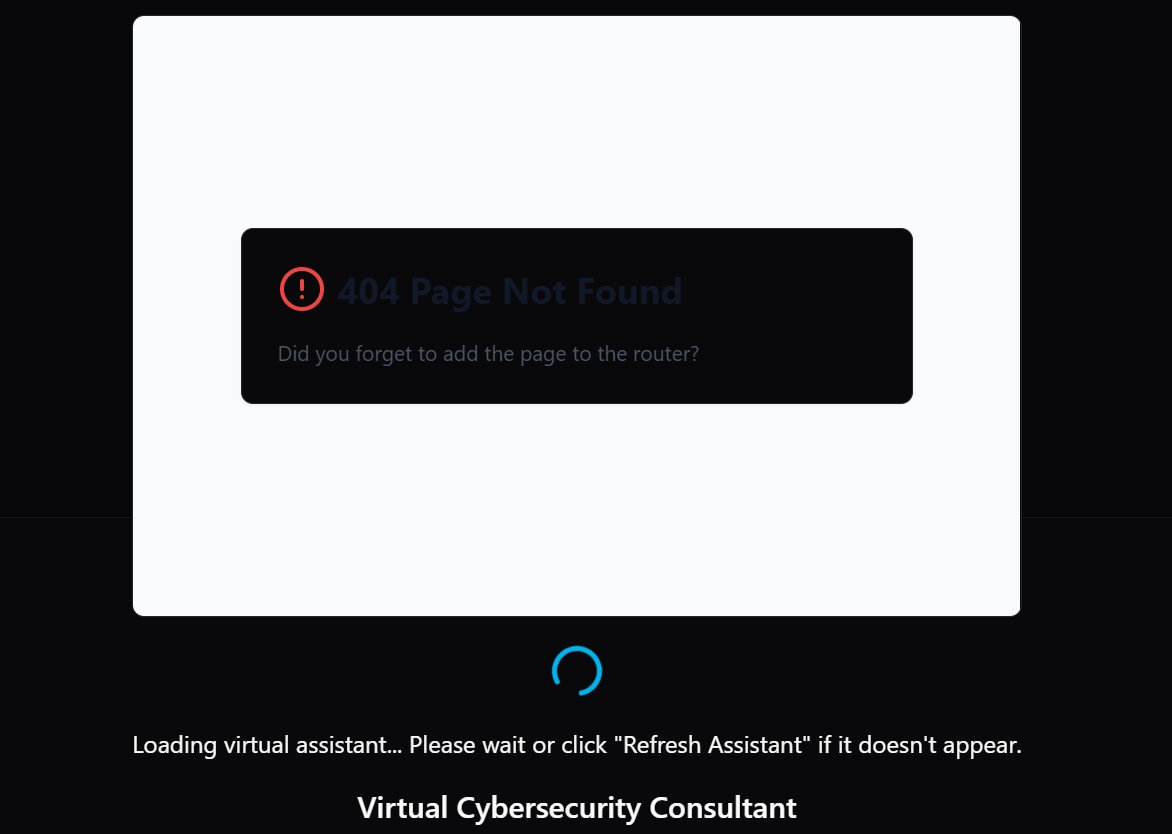 404 Page Not Found
Did you forget to add the page to the router?
Loading virtual assistant... Please wait or click "Refresh Assistant" if it doesn't appear.
Virtual Cybersecurity Consultant